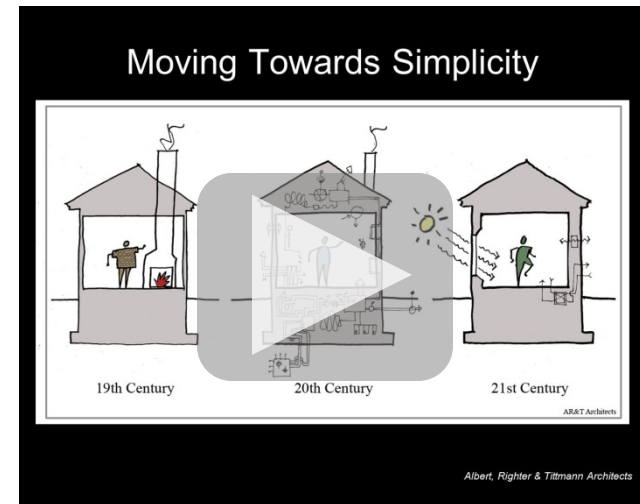 Moving Towards Simplicity
19th Century
20th Century
21st Century
AR&T Architects
Albert, Righter & Tittmann Architects